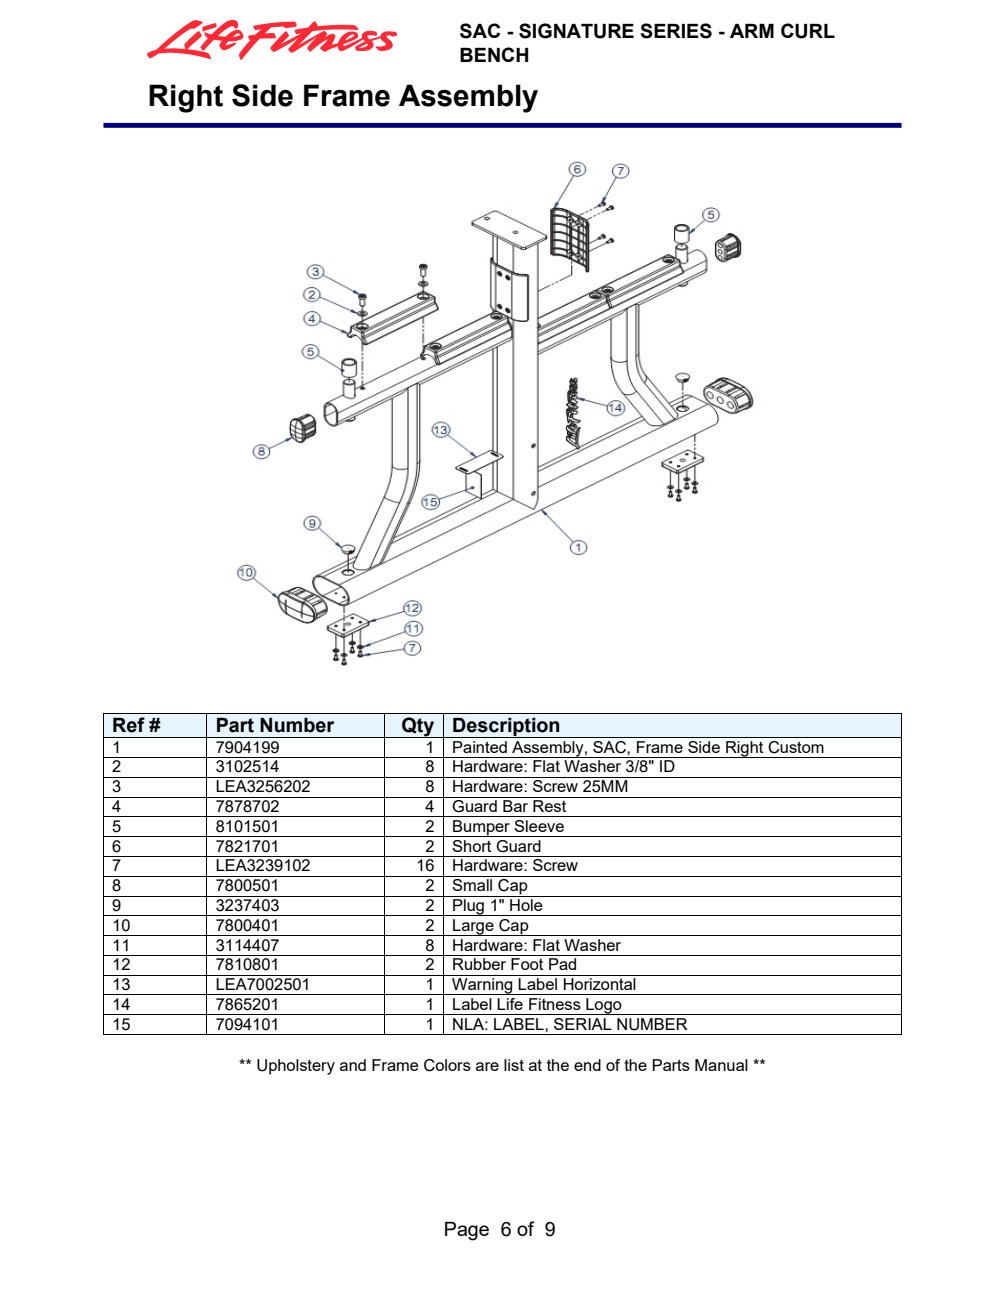 Life Fitness
SAC - SIGNATURE SERIES - ARM CURL
BENCH
Right Side Frame Assembly
6
7
5
3
2
4
5
14
13
8
15
9
1
10
12
11
7
Life Fitness
Ref # Part Number Qty Description
1 7904199 1 Painted Assembly, SAC, Frame Side Right Custom
2 3102514 8 Hardware: Flat Washer 3/8" ID
3 LEA3256202 8 Hardware: Screw 25MM
4 7878702 4 Guard Bar Rest
5 8101501 2 Bumper Sleeve
6 7821701 2 Short Guard
7 LEA3239102 16 Hardware: Screw
8 7800501 2 Small Cap
9 3237403 2 Plug 1" Hole
10 7800401 2 Large Cap
11 3114407 8 Hardware: Flat Washer
12 7810801 2 Rubber Foot Pad
13 LEA7002501 1 Warning Label Horizontal
14 7865201 1 Label Life Fitness Logo
15 7094101 1 NLA: LABEL, SERIAL NUMBER
** Upholstery and Frame Colors are list at the end of the Parts Manual **
Page 6 of 9